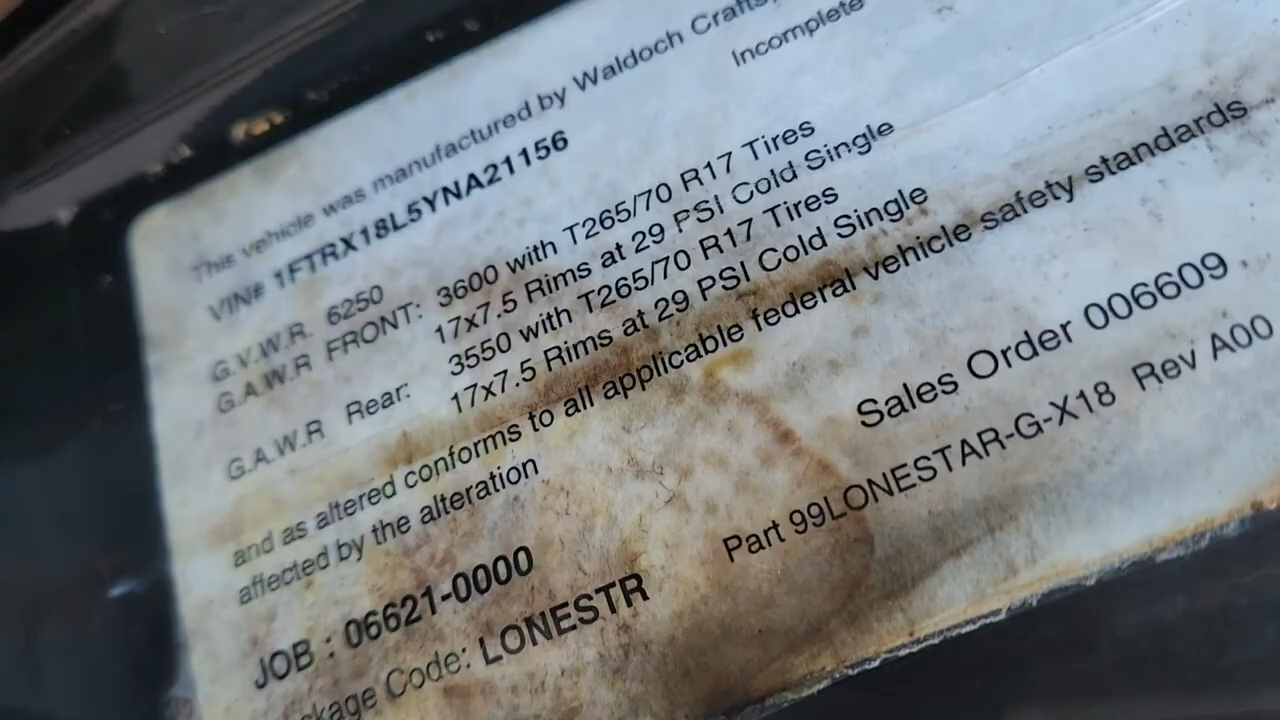 This vehicle was manufactured by Waldoch Crafts
Incomplete
VIN# 1FTRX18L5YNA21156
G.V.W.R. 6250
G.A.W.R FRONT: 3600 with T265/70 R17 Tires
17x7.5 Rims at 29 PSI Cold Single
G.A.W.R Rear: 3550 with T265/70 R17 Tires
17x7.5 Rims at 29 PSI Cold Single
and as altered conforms to all applicable federal vehicle safety standards
affected by the alteration
Sales Order 006609
JOB : 06621-0000
Part 99LONESTAR-G-X18 Rev A00
kage Code: LONESTR